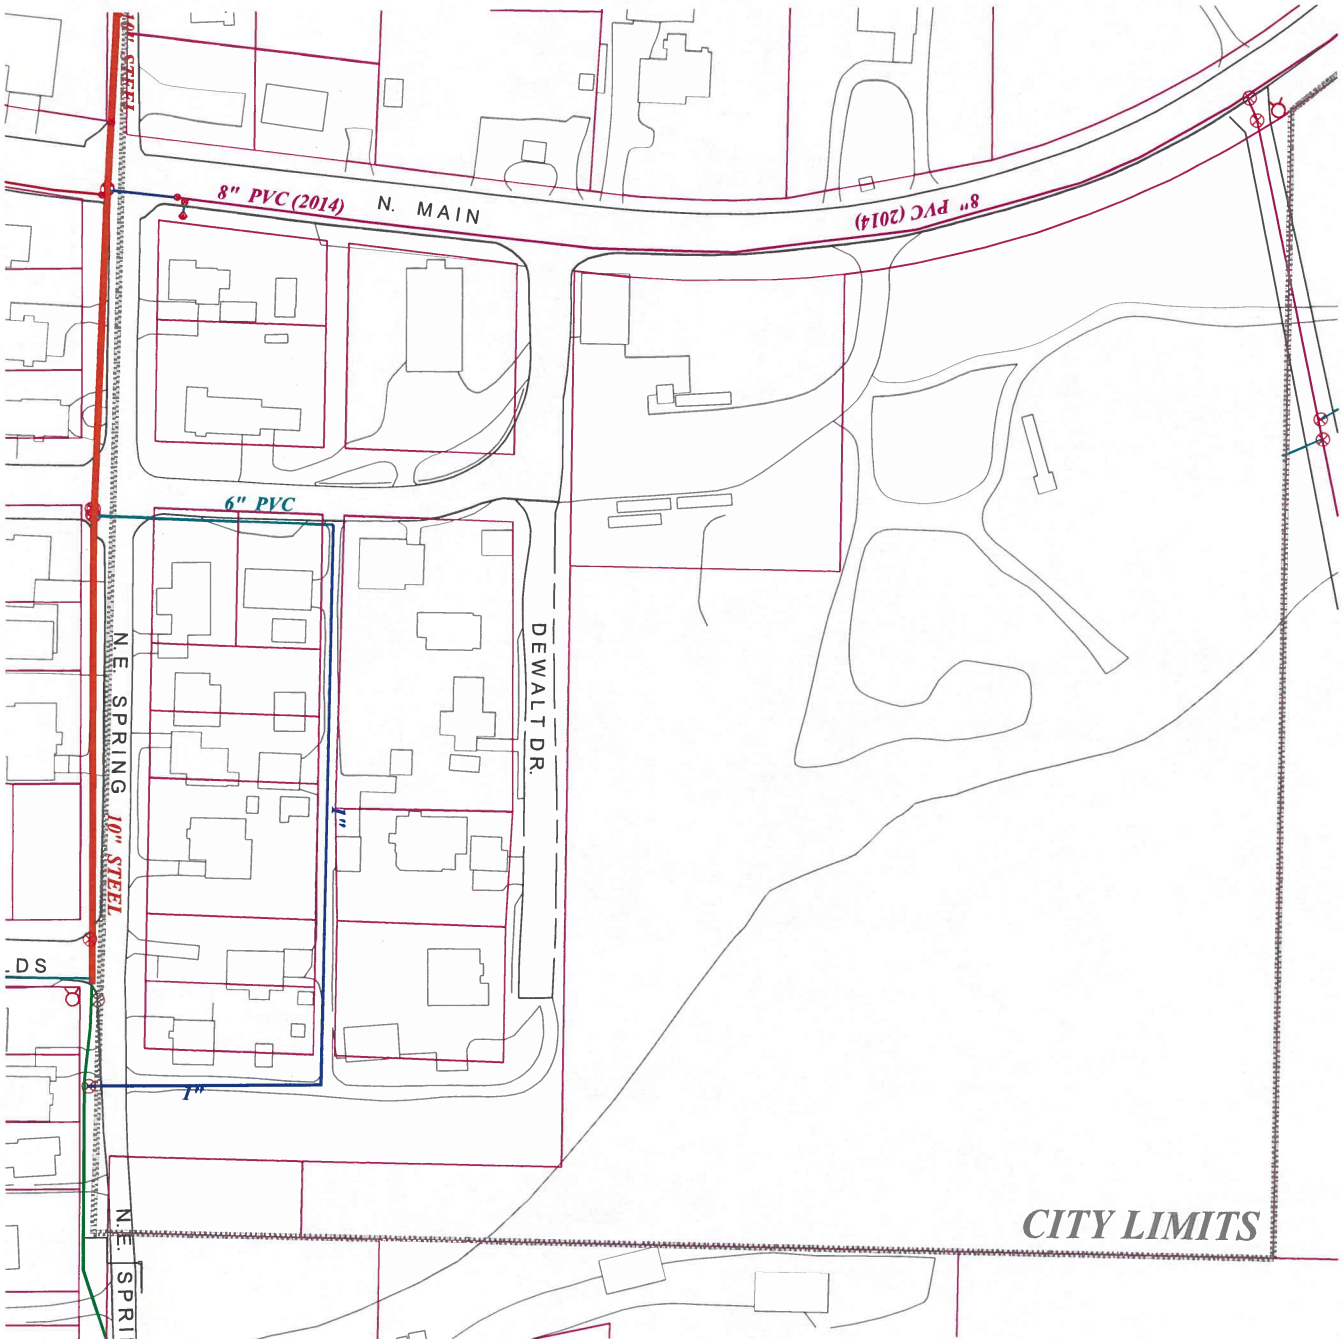 10" STEEL
8" PVC (2014)
N. MAIN
8" PVC (2014)
6" PVC
N.E. SPRING
DEWALT DR.
1"
10" STEEL
LDS
1"
CITY LIMITS
N.E. SPRI